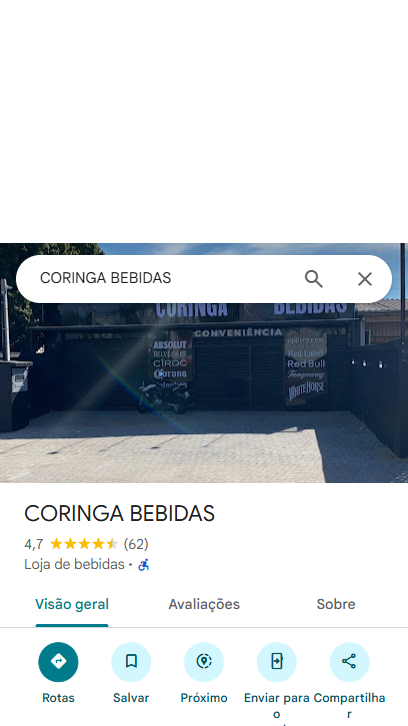 CORINGA BEBIDAS
CORINGA BEBIDAS
CONVENIÊNCIA
ABSOLUT
BELVEDERE
CÎROC
Corona
Red Label
Red Bull
Tanqueray
WHITE HORSE
CORINGA BEBIDAS
4,7 (62)
Loja de bebidas •
Visão geral Avaliações Sobre
Rotas Salvar Próximo Enviar para Compartilha
o r